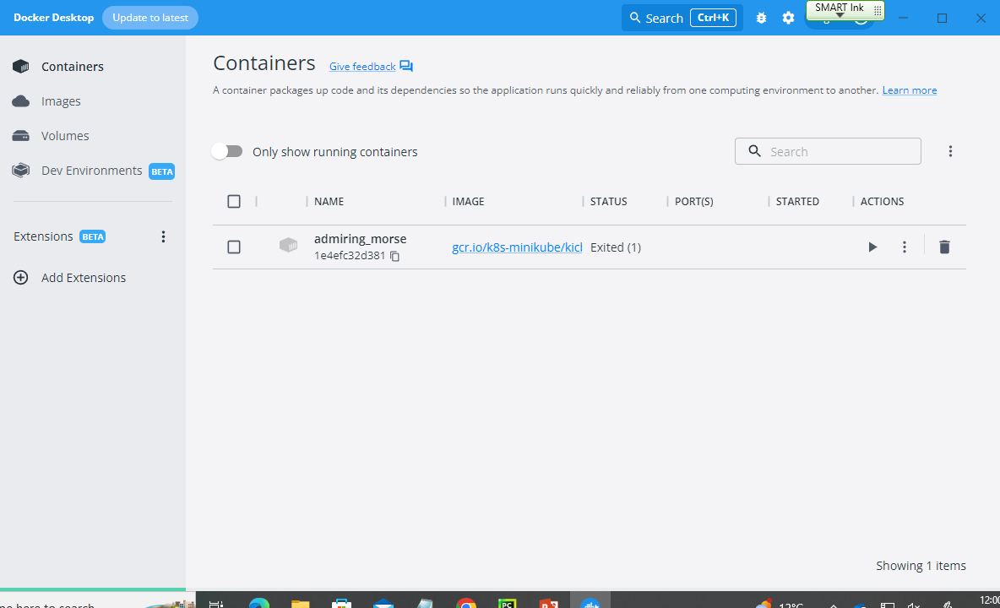 Docker Desktop Update to latest Search Ctrl+K SMART Ink
Containers
Images
Volumes
Dev Environments BETA
Extensions BETA
Add Extensions
Containers Give feedback
A container packages up code and its dependencies so the application runs quickly and reliably from one computing environment to another. Learn more
Only show running containers Search
NAME IMAGE STATUS PORT(S) STARTED ACTIONS
admiring_morse gcr.io/k8s-minikube/kicl Exited (1)
1e4efc32d381
Showing 1 items
here to search PC 12°C 12:00